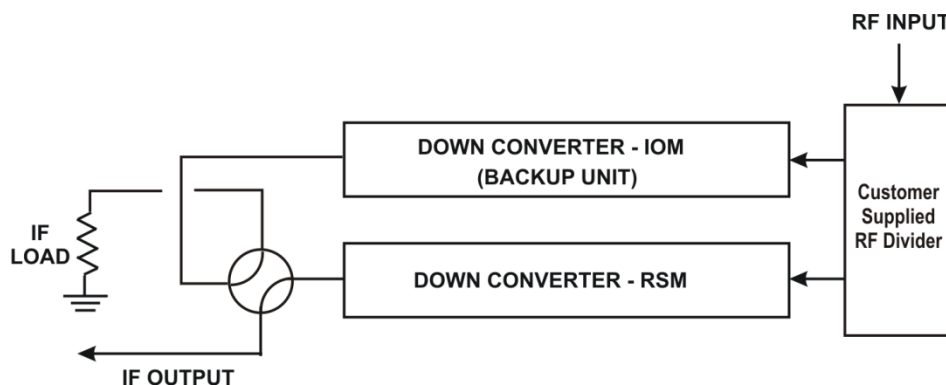 RF INPUT
DOWN CONVERTER - IOM
(BACKUP UNIT)
Customer
Supplied
RF Divider
IF
LOAD
DOWN CONVERTER - RSM
IF OUTPUT